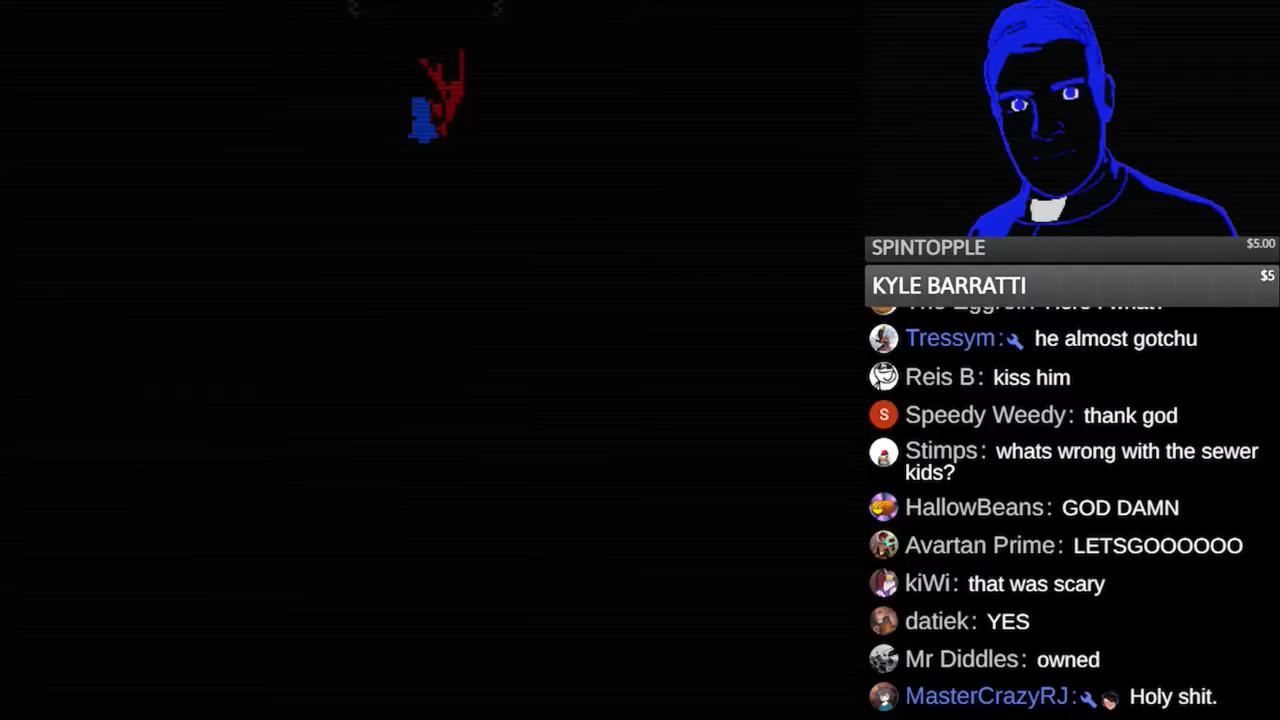 SPINTOPPLE $5.00
KYLE BARRATTI $5
Tressym: he almost gotchu
Reis B: kiss him
S Speedy Weedy: thank god
Stimps: whats wrong with the sewer
kids?
HallowBeans: GOD DAMN
Avartan Prime: LETSGOOOOOO
kiWi: that was scary
datiek: YES
Mr Diddles: owned
MasterCrazyRJ: Holy shit.